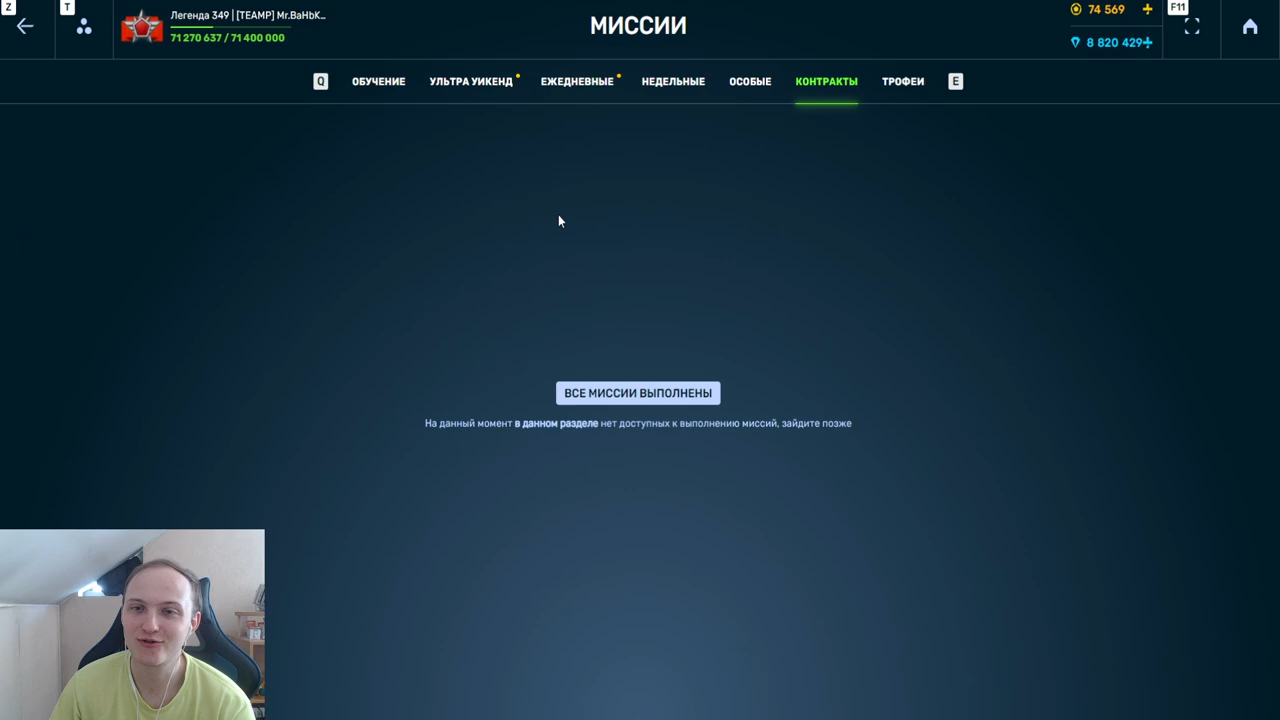 Z
T
Легенда 349 | [TEAMP] Mr.BaHbK...
71 270 637 / 71 400 000
МИССИИ
74 569
F11
8 820 429
Q
ОБУЧЕНИЕ
УЛЬТРА УИКЕНД
ЕЖЕДНЕВНЫЕ
НЕДЕЛЬНЫЕ
ОСОБЫЕ
КОНТРАКТЫ
ТРОФЕИ
E
ВСЕ МИССИИ ВЫПОЛНЕНЫ
На данный момент в данном разделе нет доступных к выполнению миссий, зайдите позже